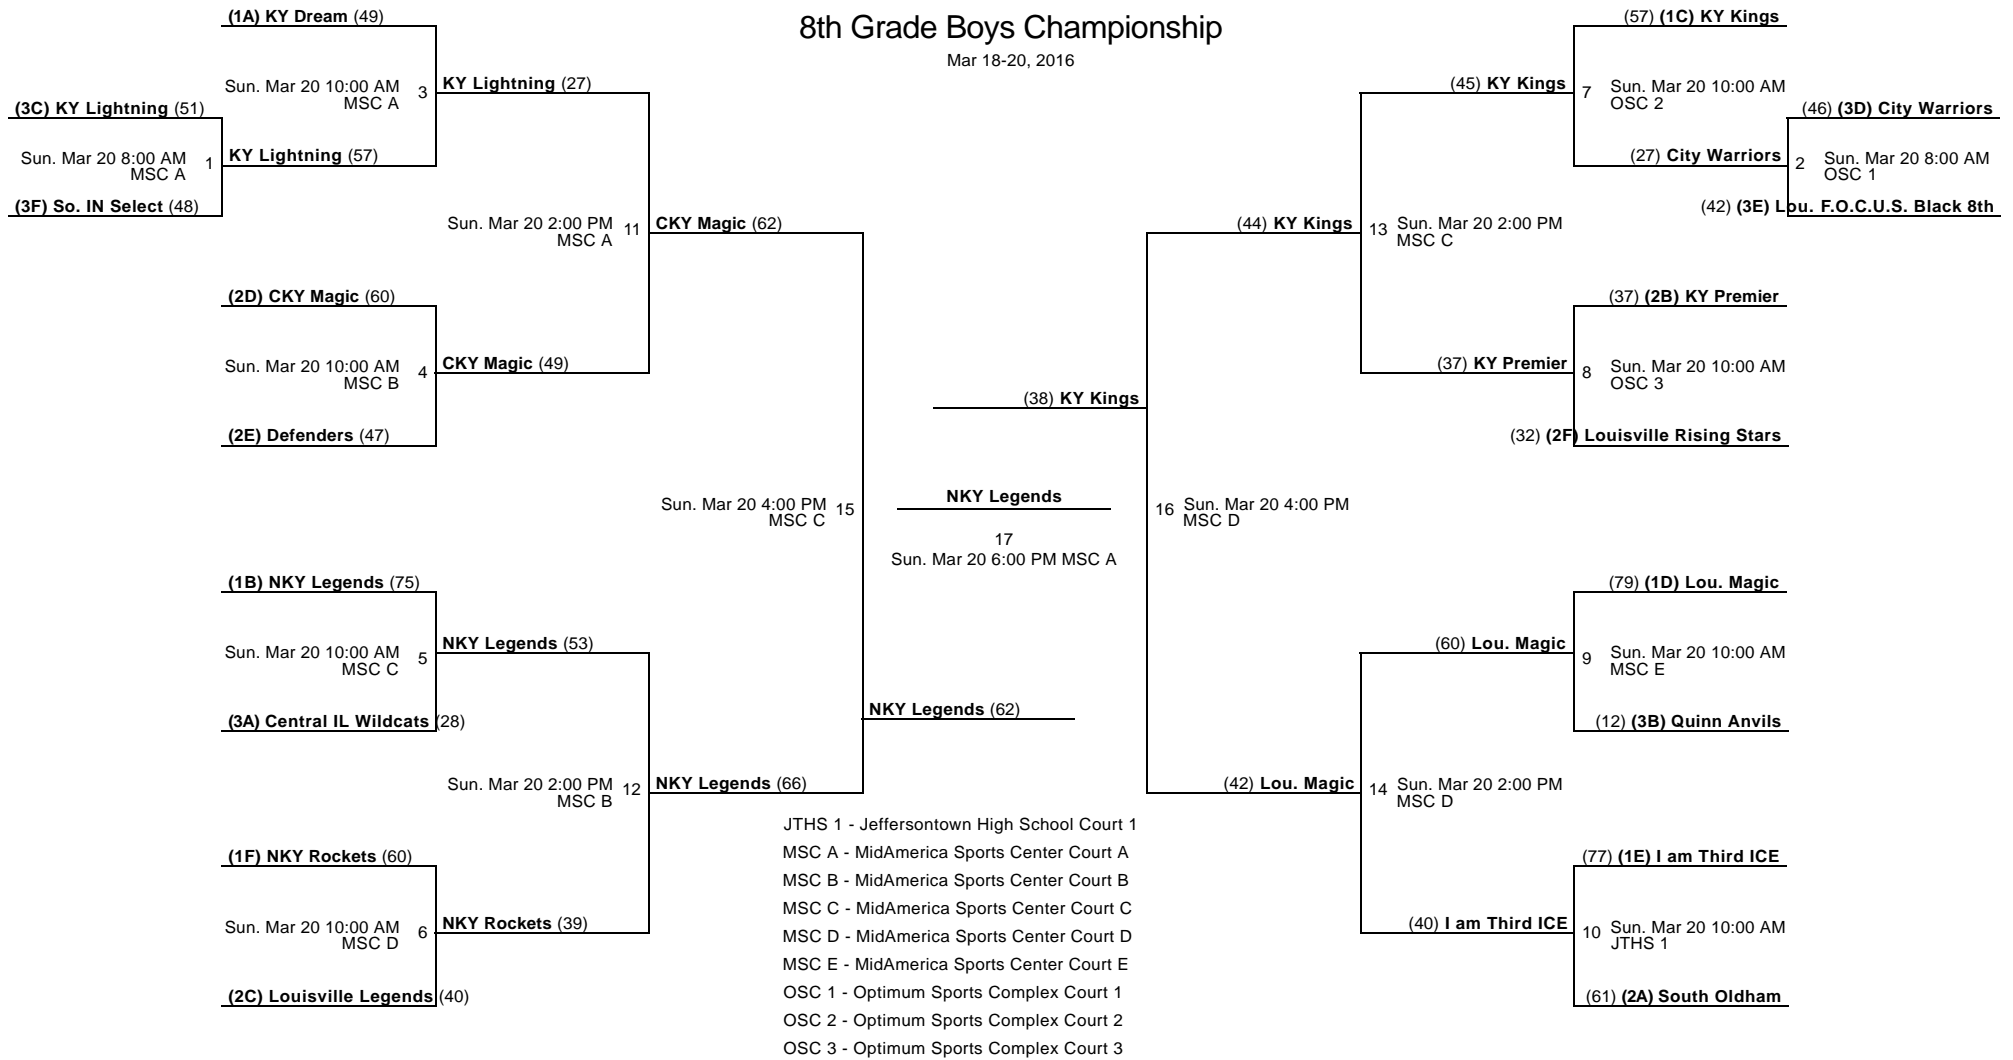 8th Grade Boys Championship
Mar 18-20, 2016
(1A) KY Dream (49)
Sun. Mar 20 10:00 AM 3
MSC A
KY Lightning (27)
(3C) KY Lightning (51)
Sun. Mar 20 8:00 AM 1
MSC A
KY Lightning (57)
(3F) So. IN Select (48)
Sun. Mar 20 2:00 PM 11
MSC A
CKY Magic (62)
(2D) CKY Magic (60)
Sun. Mar 20 10:00 AM 4
MSC B
CKY Magic (49)
(2E) Defenders (47)
Sun. Mar 20 4:00 PM 15
MSC C
(1B) NKY Legends (75)
Sun. Mar 20 10:00 AM 5
MSC C
NKY Legends (53)
(3A) Central IL Wildcats (28)
NKY Legends (62)
Sun. Mar 20 2:00 PM 12
MSC B
NKY Legends (66)
(1F) NKY Rockets (60)
Sun. Mar 20 10:00 AM 6
MSC D
NKY Rockets (39)
(2C) Louisville Legends (40)
(38) KY Kings
NKY Legends
17
Sun. Mar 20 6:00 PM MSC A
(57) (1C) KY Kings
(45) KY Kings
7 Sun. Mar 20 10:00 AM
OSC 2
(46) (3D) City Warriors
(27) City Warriors
2 Sun. Mar 20 8:00 AM
OSC 1
(42) (3E) Lou. F.O.C.U.S. Black 8th
(44) KY Kings
13 Sun. Mar 20 2:00 PM
MSC C
(37) (2B) KY Premier
(37) KY Premier
8 Sun. Mar 20 10:00 AM
OSC 3
(32) (2F) Louisville Rising Stars
16 Sun. Mar 20 4:00 PM
MSC D
(79) (1D) Lou. Magic
(60) Lou. Magic
9 Sun. Mar 20 10:00 AM
MSC E
(12) (3B) Quinn Anvils
(42) Lou. Magic
14 Sun. Mar 20 2:00 PM
MSC D
(77) (1E) I am Third ICE
(40) I am Third ICE
10 Sun. Mar 20 10:00 AM
JTHS 1
(61) (2A) South Oldham
JTHS 1 - Jeffersontown High School Court 1
MSC A - MidAmerica Sports Center Court A
MSC B - MidAmerica Sports Center Court B
MSC C - MidAmerica Sports Center Court C
MSC D - MidAmerica Sports Center Court D
MSC E - MidAmerica Sports Center Court E
OSC 1 - Optimum Sports Complex Court 1
OSC 2 - Optimum Sports Complex Court 2
OSC 3 - Optimum Sports Complex Court 3